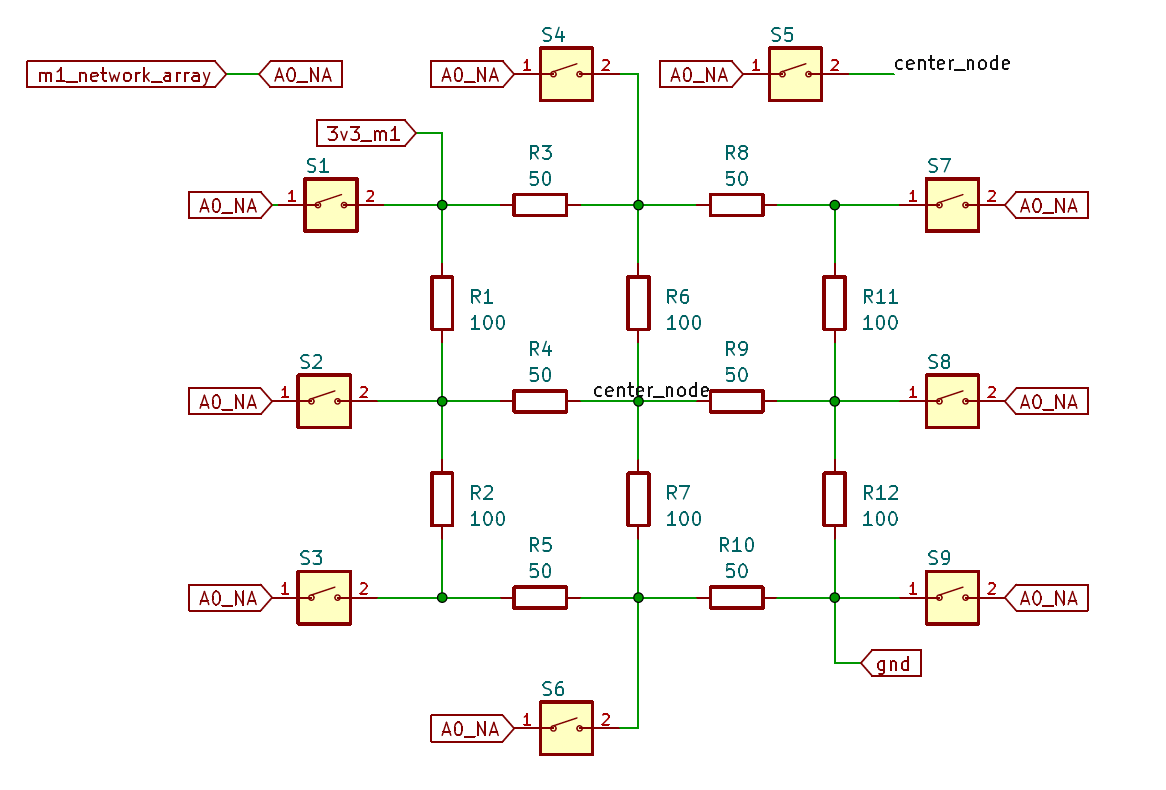 S4
S5
m1_network_array
A0_NA
A0_NA
1
2
A0_NA
1
2
center_node
3v3_m1
R3
50
R8
50
S1
S7
A0_NA
1
2
1
2
A0_NA
R1
100
R6
100
R11
100
R4
50
R9
50
S2
S8
center_node
A0_NA
1
2
1
2
A0_NA
R2
100
R7
100
R12
100
R5
50
R10
50
S3
S9
A0_NA
1
2
1
2
A0_NA
gnd
S6
A0_NA
1
2